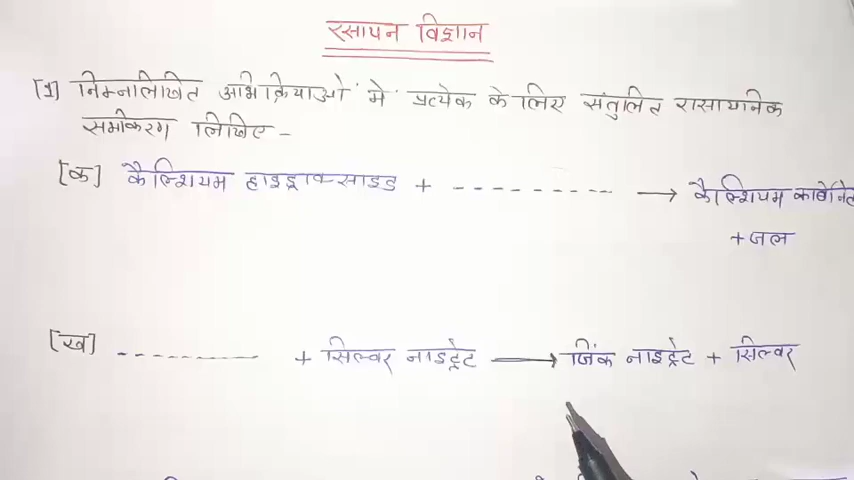 रसायन विज्ञान
[1] निम्नलिखित अभिक्रियाओं में प्रत्येक के लिए संतुलित रासायनिक
समीकरण लिखिए -
[क] कैल्शियम हाइड्राक्साइड + ---------- → कैल्शियम कार्बोनेट
+ जल
[ख] ---------- + सिल्वर नाइट्रेट → जिंक नाइट्रेट + सिल्वर